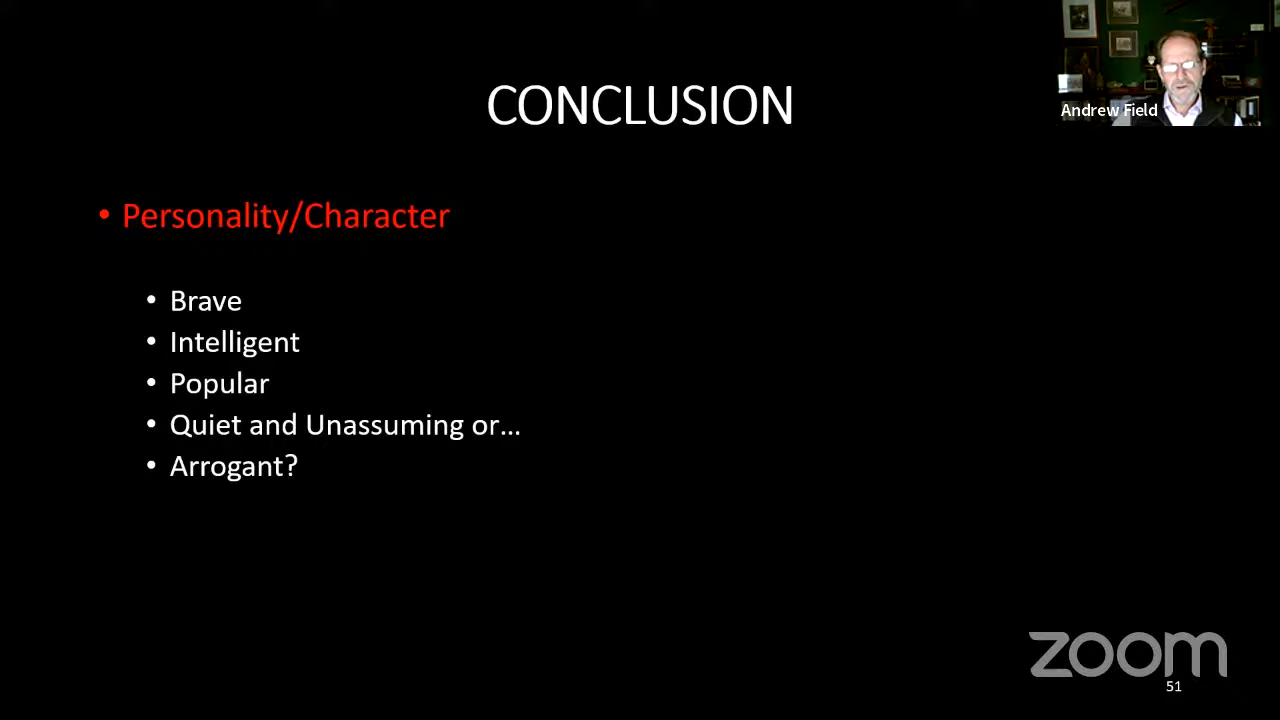 CONCLUSION
Andrew Field
• Personality/Character
• Brave
• Intelligent
• Popular
• Quiet and Unassuming or...
• Arrogant?
zoom
51